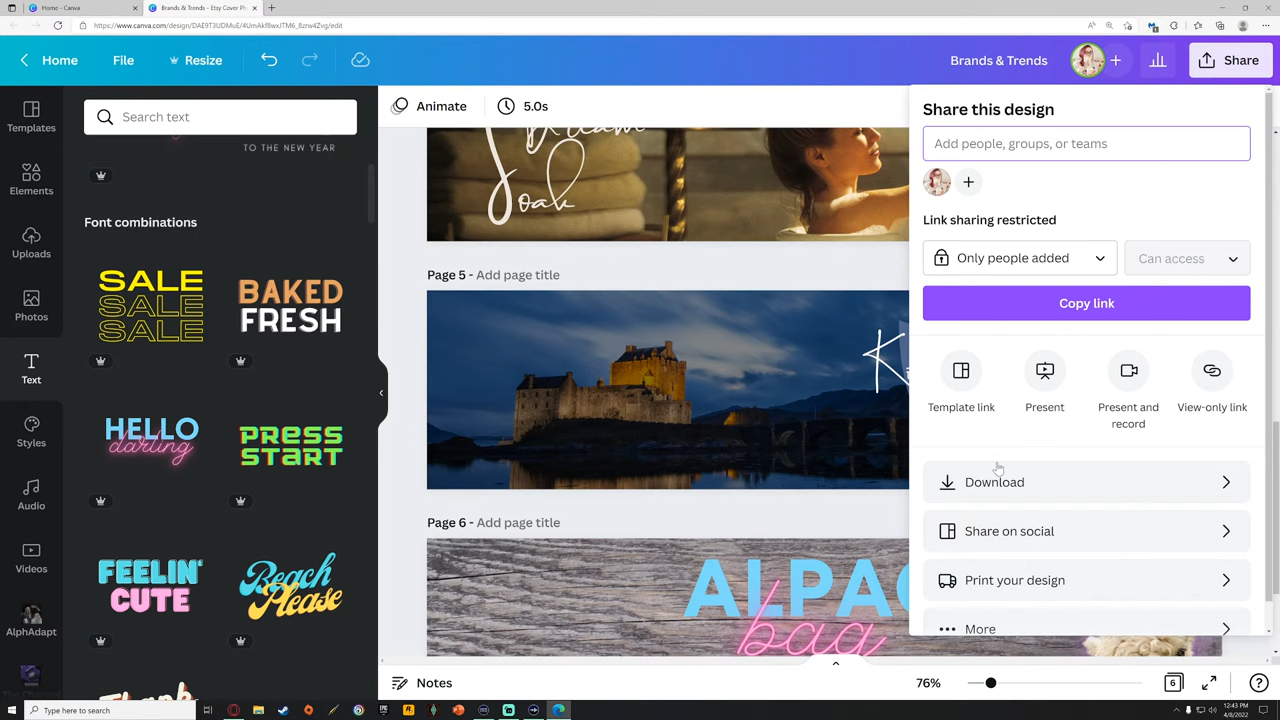 Home - Canva
Brands & Trends - Etsy Cover Ph
https://www.canva.com/design/DAE9T3UDMuE/4UmAkf8wxJTM6_8zrw4Zvg/edit
Home
File
Resize
Brands & Trends
Share
Templates
Elements
Uploads
Photos
Text
Styles
Audio
Videos
AlphAdapt
Search text
TO THE NEW YEAR
Font combinations
SALE
SALE
SALE
BAKED
FRESH
HELLO
darling
PRESS
START
FEELIN'
CUTE
Beach
Please
Thank
Animate
5.0s
Dream
Soak
Page 5 - Add page title
K
Page 6 - Add page title
ALPAC
bag
Share this design
Add people, groups, or teams
Link sharing restricted
Only people added
Can access
Copy link
Template link
Present
Present and
record
View-only link
Download
Share on social
Print your design
More
Notes
76%
6
Type here to search
12:43 PM
4/8/2022